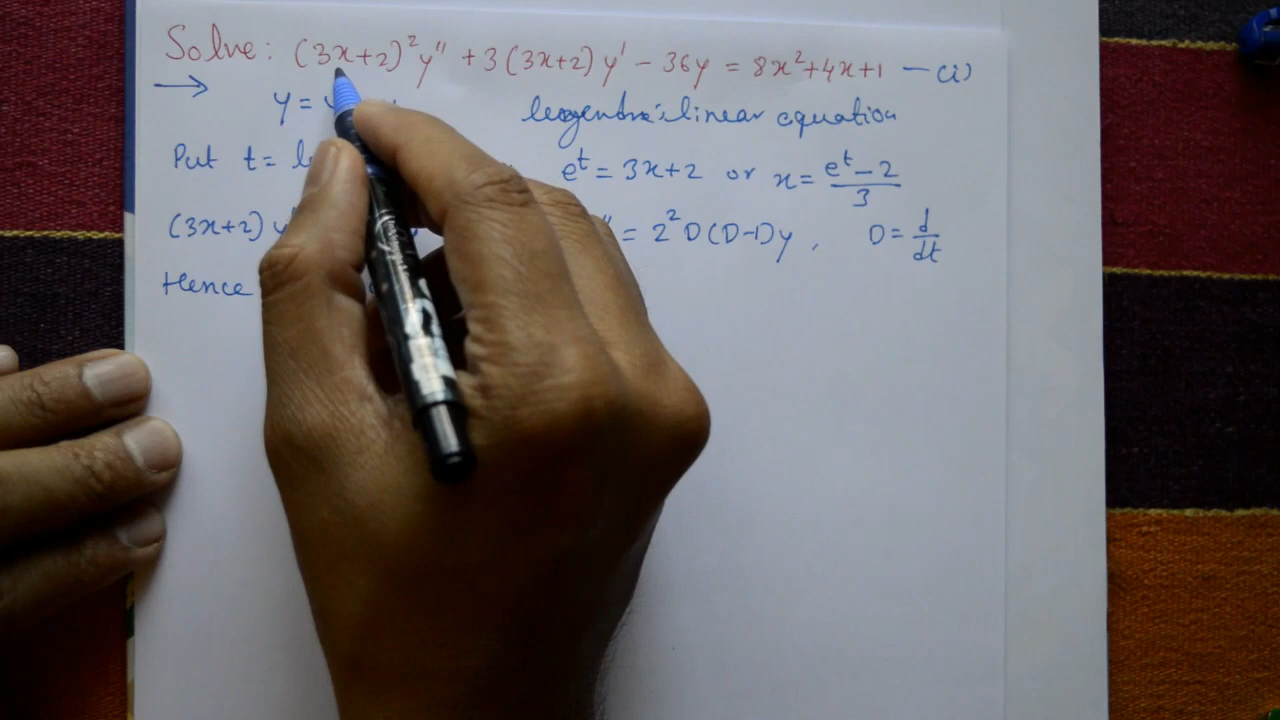 Solve: (3x+2)²y'' + 3(3x+2)y' - 36y = 8x²+4x+1 —(i)
→ y = legendre's linear equation
Put t = e^t = 3x+2 or x = (e^t - 2)/3
(3x+2) y = 2²D(D-1)y , D = d/dt
Hence